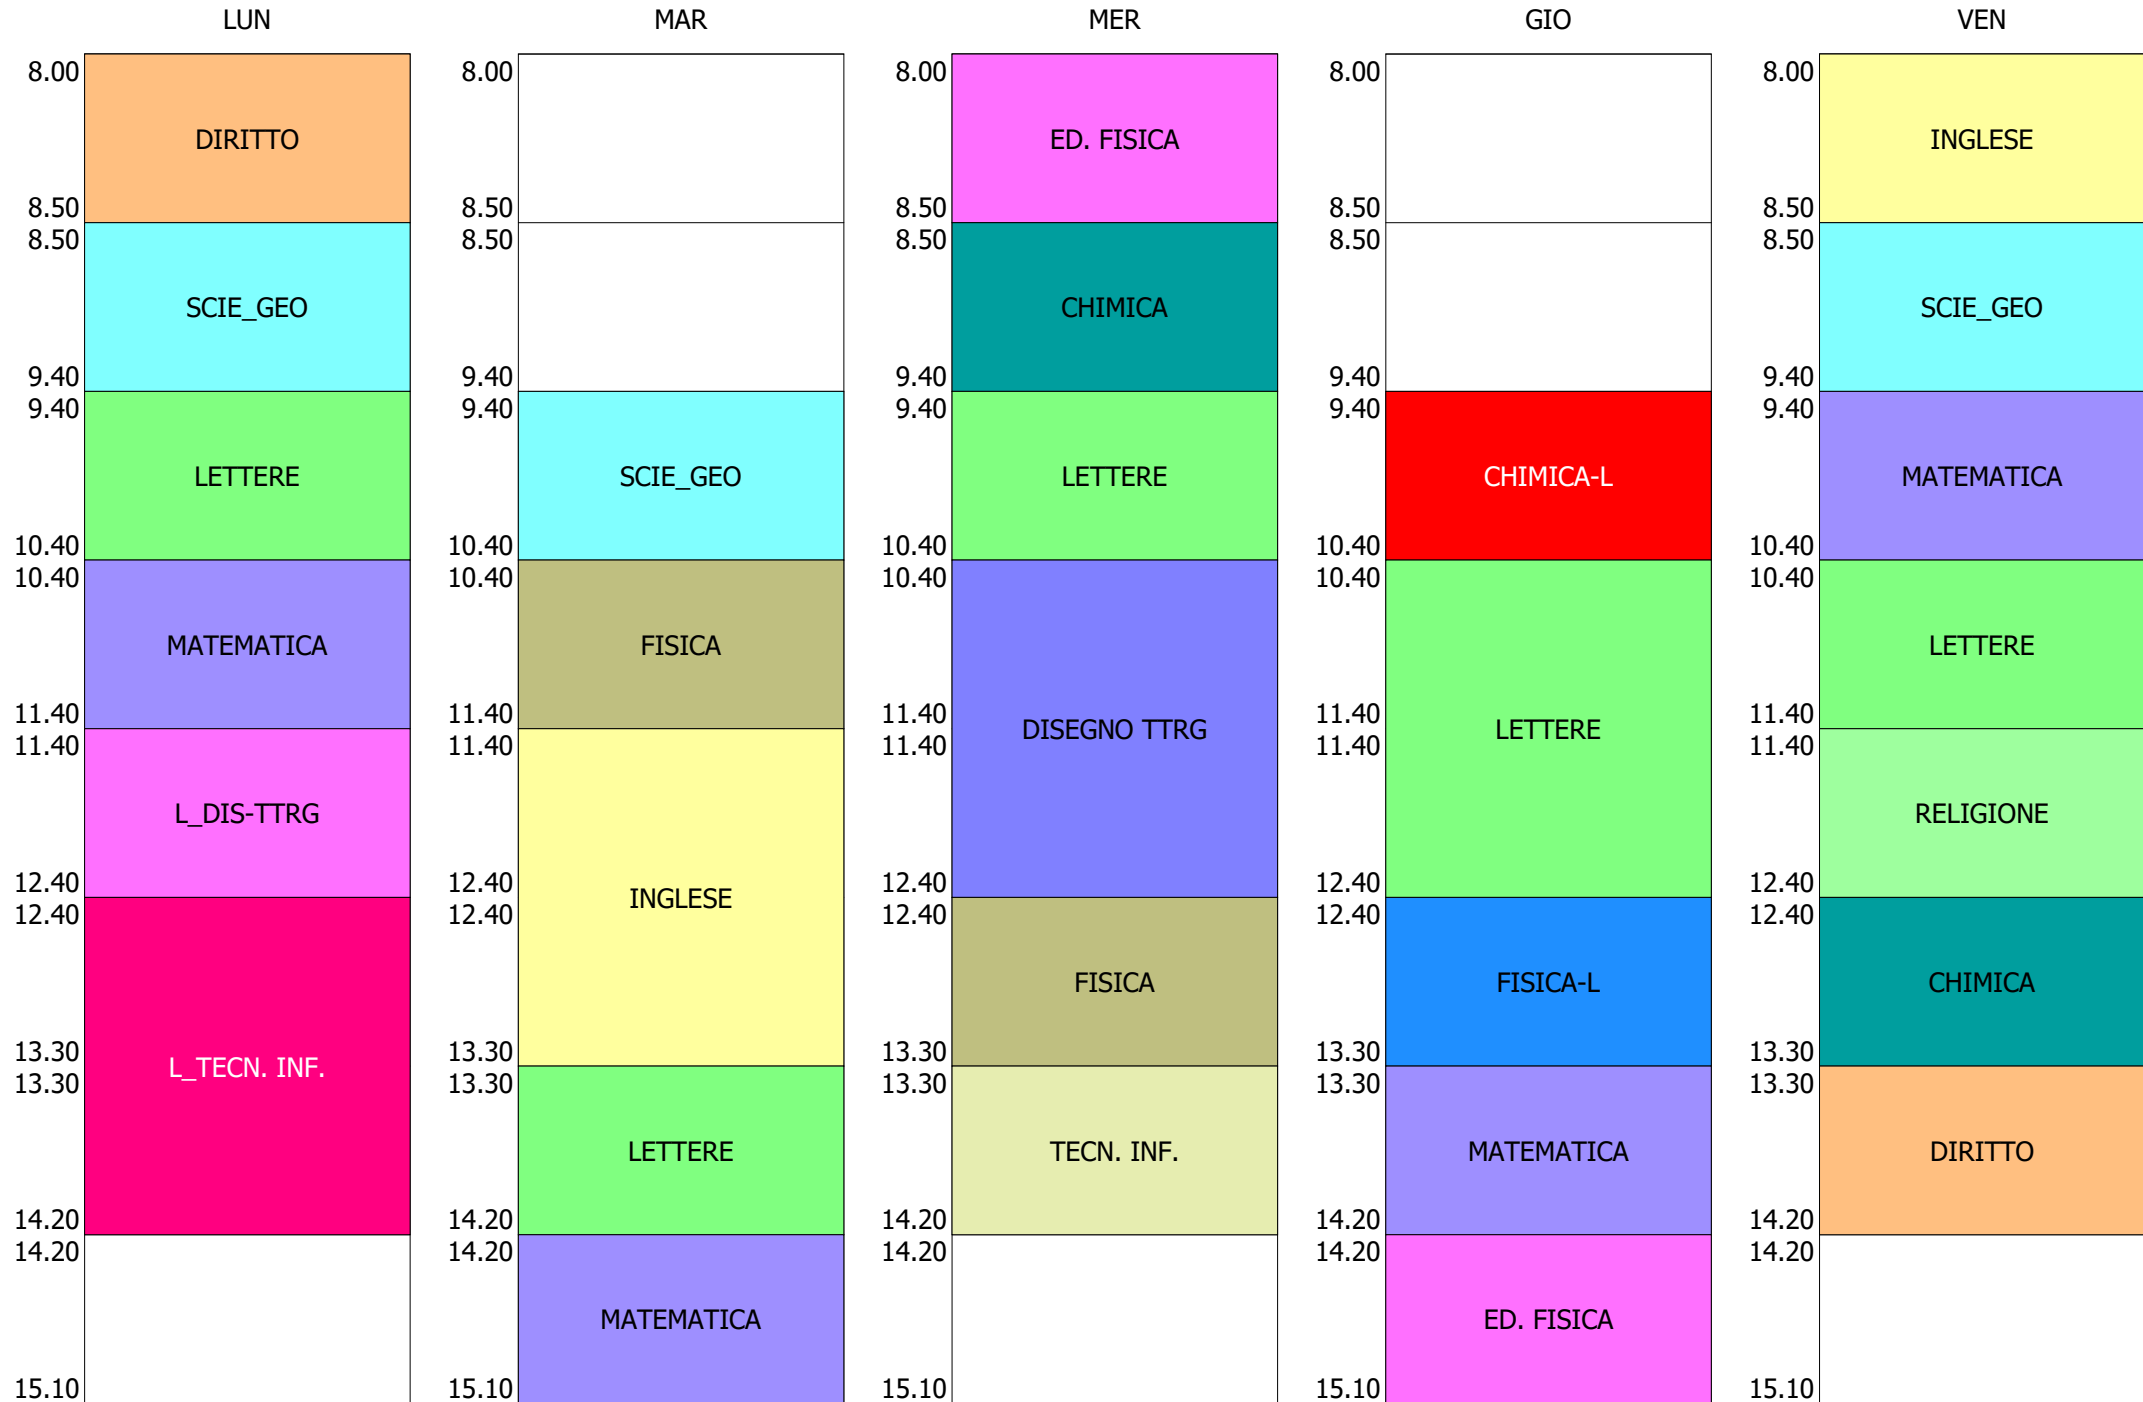 LUN MAR MER GIO VEN
8.00 8.00 8.00 8.00 8.00
DIRITTO ED. FISICA INGLESE
8.50 8.50 8.50 8.50 8.50
8.50 8.50 8.50 8.50 8.50
SCIE_GEO CHIMICA SCIE_GEO
9.40 9.40 9.40 9.40 9.40
9.40 9.40 9.40 9.40 9.40
LETTERE SCIE_GEO LETTERE CHIMICA-L MATEMATICA
10.40 10.40 10.40 10.40 10.40
10.40 10.40 10.40 10.40 10.40
MATEMATICA FISICA LETTERE
11.40 11.40 11.40 11.40 11.40
DISEGNO TTRG LETTERE
11.40 11.40 11.40 11.40 11.40
L_DIS-TTRG RELIGIONE
12.40 12.40 12.40 12.40 12.40
INGLESE
12.40 12.40 12.40 12.40 12.40
FISICA FISICA-L CHIMICA
13.30 13.30 13.30 13.30 13.30
L_TECN. INF.
13.30 13.30 13.30 13.30 13.30
LETTERE TECN. INF. MATEMATICA DIRITTO
14.20 14.20 14.20 14.20 14.20
14.20 14.20 14.20 14.20 14.20
MATEMATICA ED. FISICA
15.10 15.10 15.10 15.10 15.10